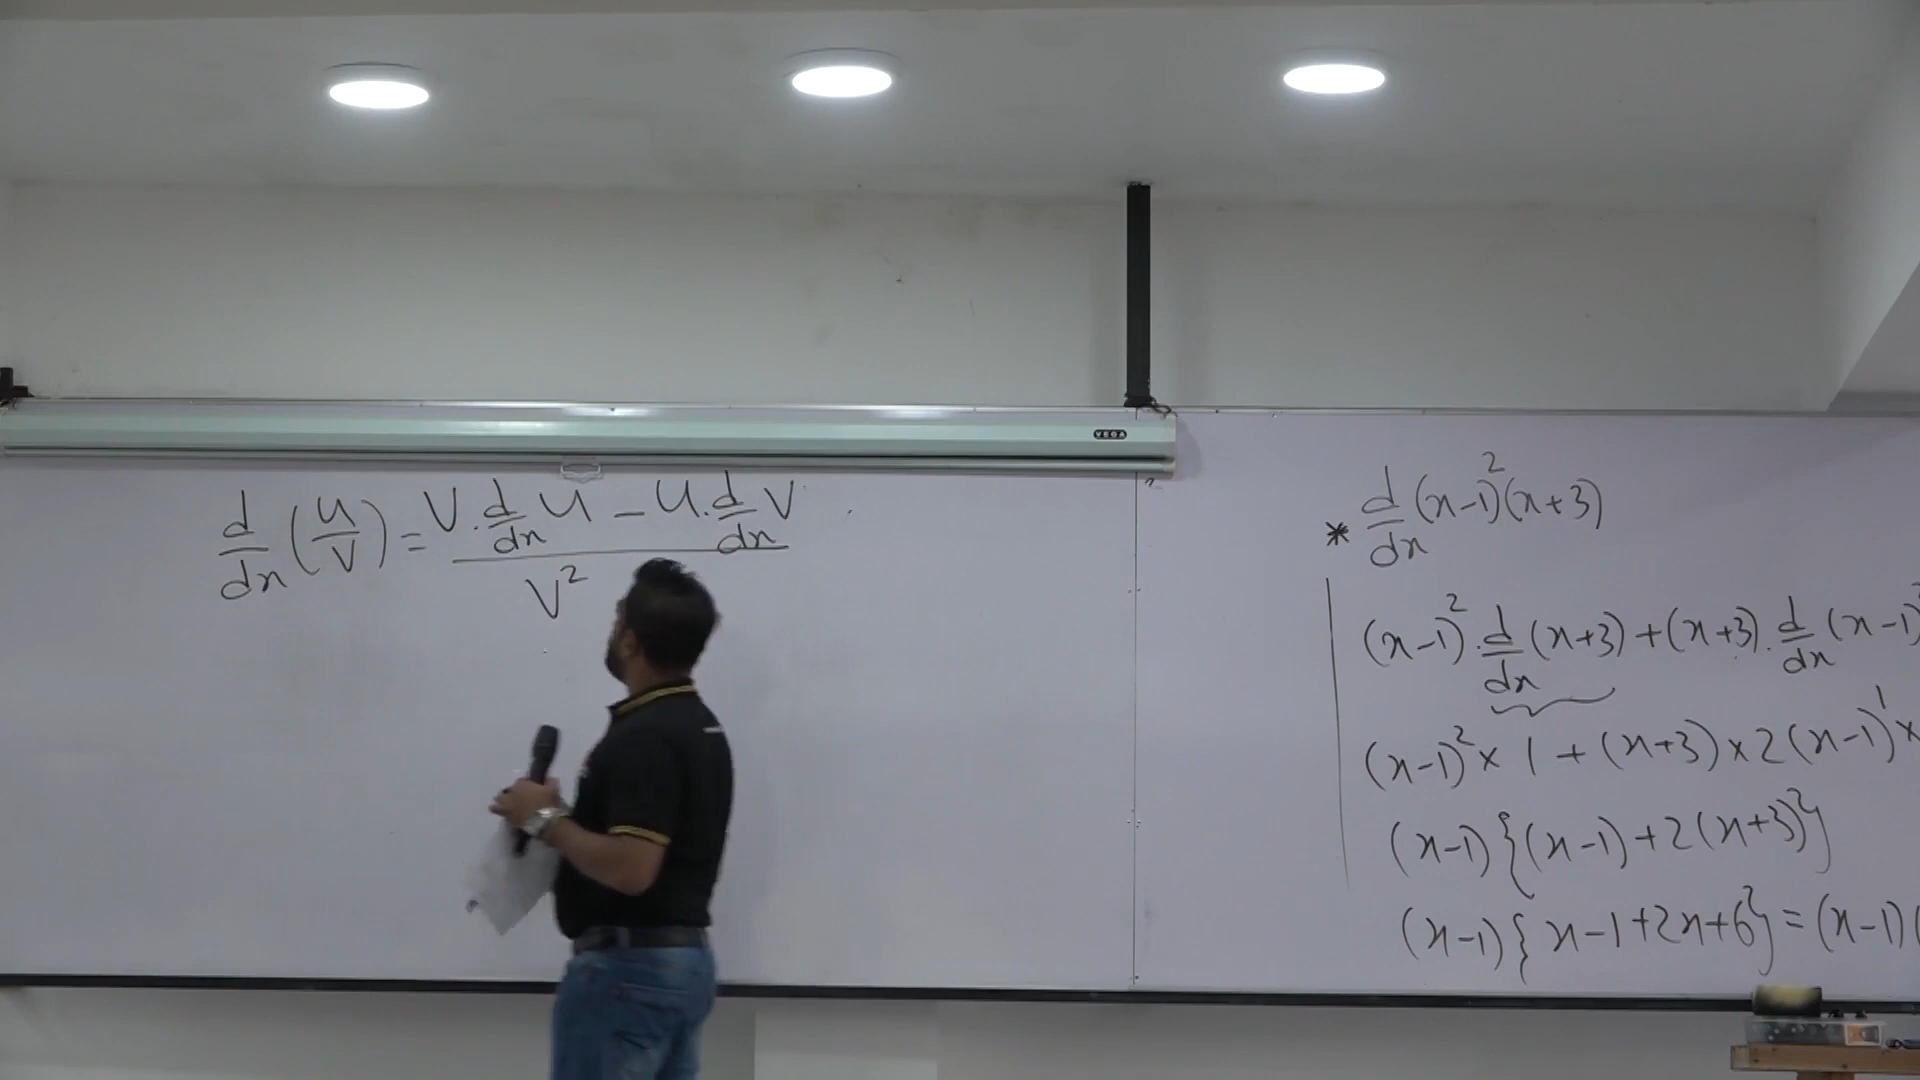 VEGA
d/dx (u/v) = (v . d/dx u - u . d/dx v) / v²
* d/dx (x-1)²(x+3)
(x-1)² . d/dx (x+3) + (x+3) . d/dx (x-1)²
(x-1)² × 1 + (x+3) × 2(x-1)¹ ×
(x-1) {(x-1) + 2(x+3)}
(x-1) { x-1+2x+6} = (x-1)(